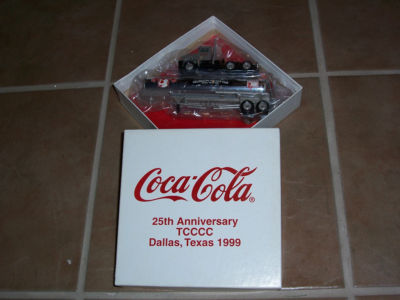 Coca-Cola®
25th Anniversary
TCCCC
Dallas, Texas 1999